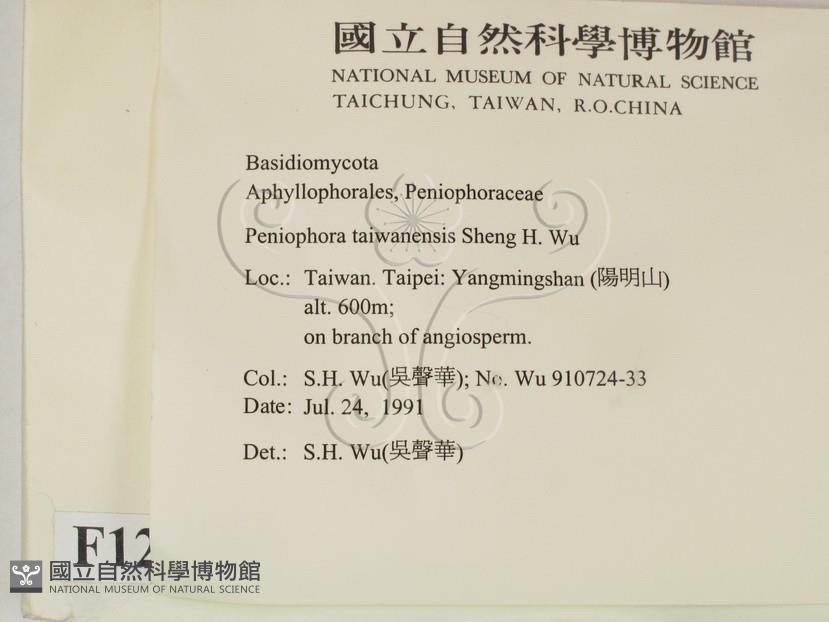 國立自然科學博物館
NATIONAL MUSEUM OF NATURAL SCIENCE
TAICHUNG, TAIWAN, R.O.CHINA
Basidiomycota
Aphyllophorales, Peniophoraceae
Peniophora taiwanensis Sheng H. Wu
Loc.: Taiwan. Taipei: Yangmingshan (陽明山)
alt. 600m;
on branch of angiosperm.
Col.: S.H. Wu(吳聲華); No. Wu 910724-33
Date: Jul. 24, 1991
Det.: S.H. Wu(吳聲華)
F12
國立自然科學博物館
NATIONAL MUSEUM OF NATURAL SCIENCE